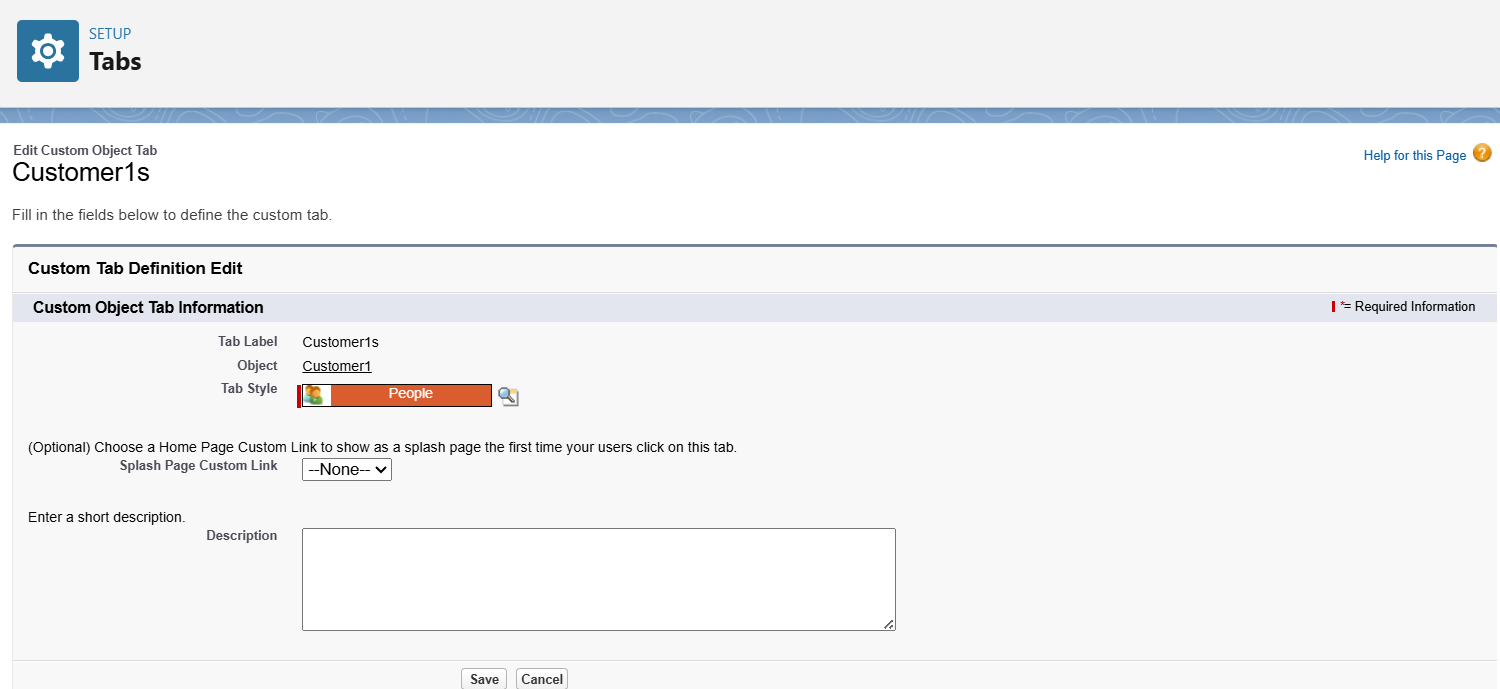 SETUP
Tabs
Edit Custom Object Tab
Customer1s
Help for this Page ?
Fill in the fields below to define the custom tab.
Custom Tab Definition Edit
Custom Object Tab Information
*= Required Information
Tab Label Customer1s
Object Customer1
Tab Style People
(Optional) Choose a Home Page Custom Link to show as a splash page the first time your users click on this tab.
Splash Page Custom Link --None--
Enter a short description.
Description
Save Cancel